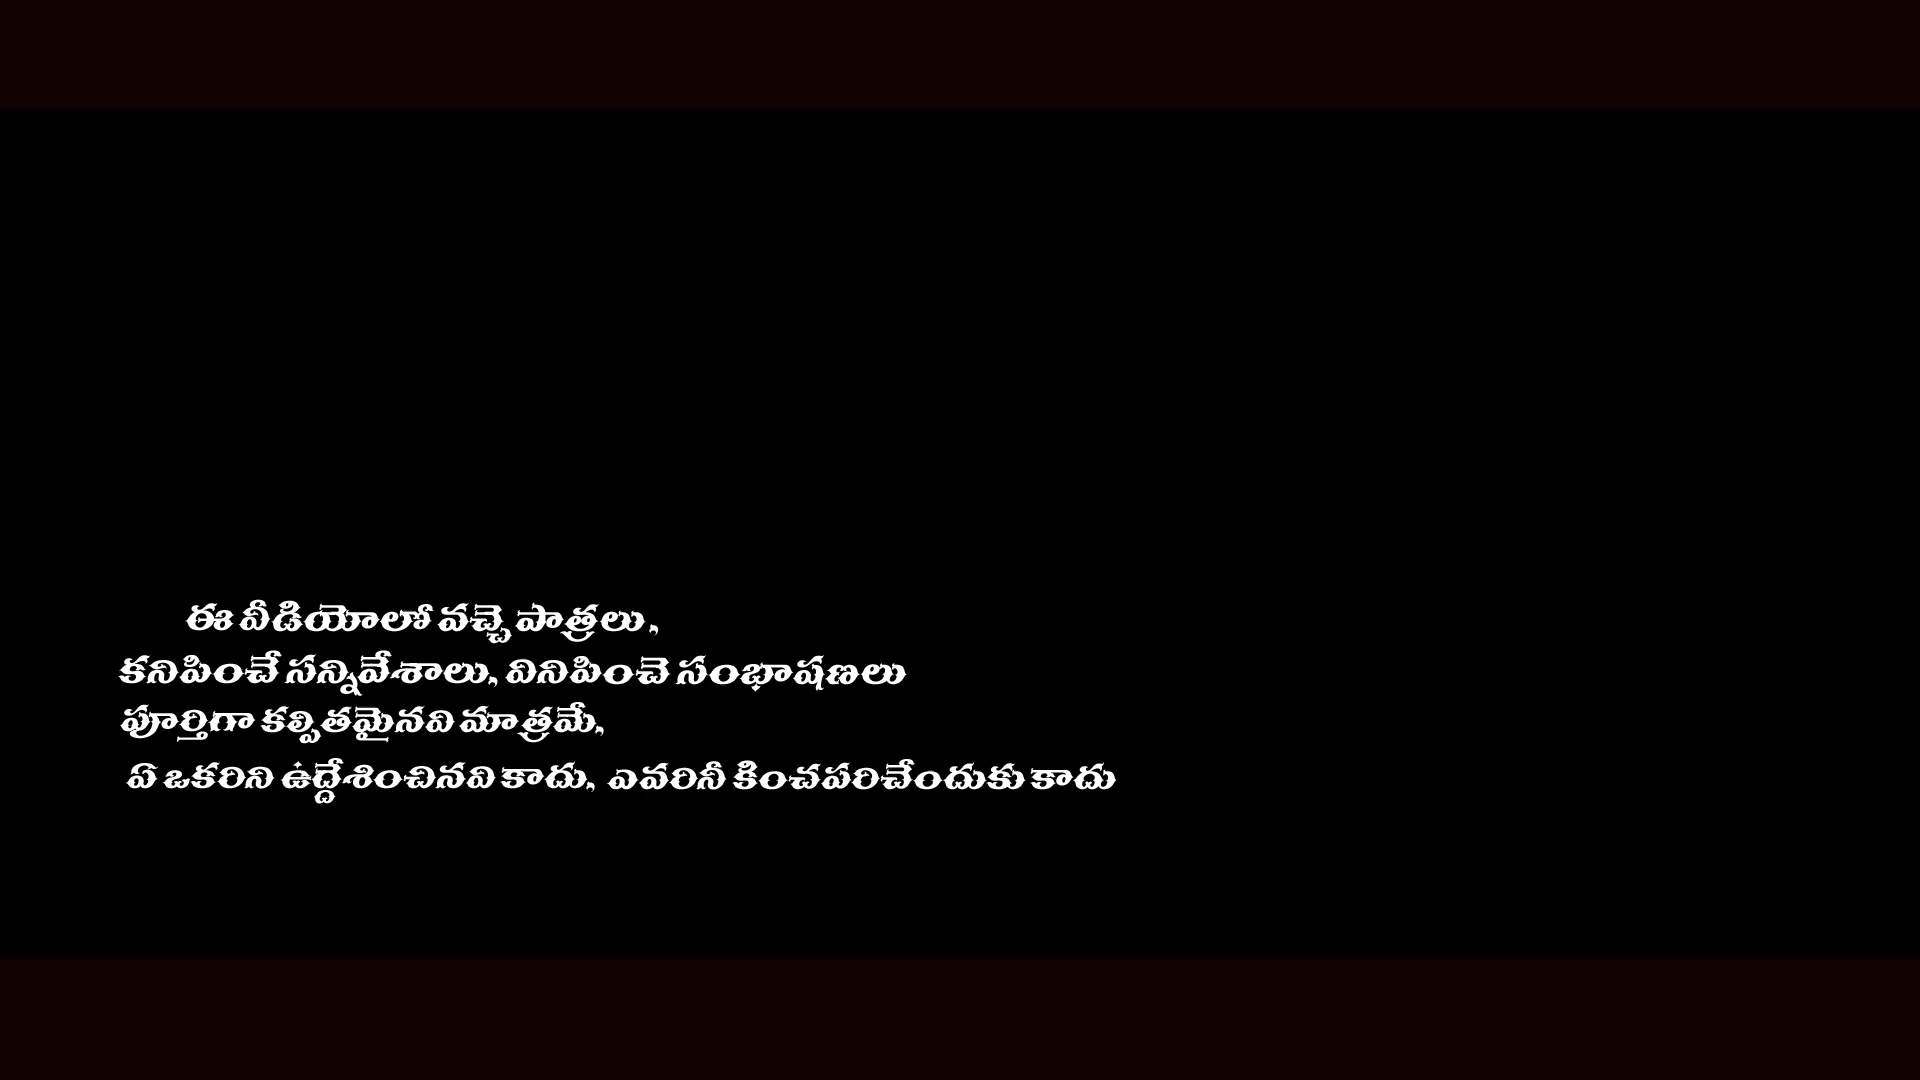 ఈ వీడియోలో వచ్చె పాత్రలు,
కనిపించే సన్నివేశాలు, వినిపించె సంభాషణలు
పూర్తిగా కల్పితమైనవి మాత్రమే,
ఏ ఒకరిని ఉద్దేశించినవి కాదు, ఎవరినీ కించపరిచేందుకు కాదు